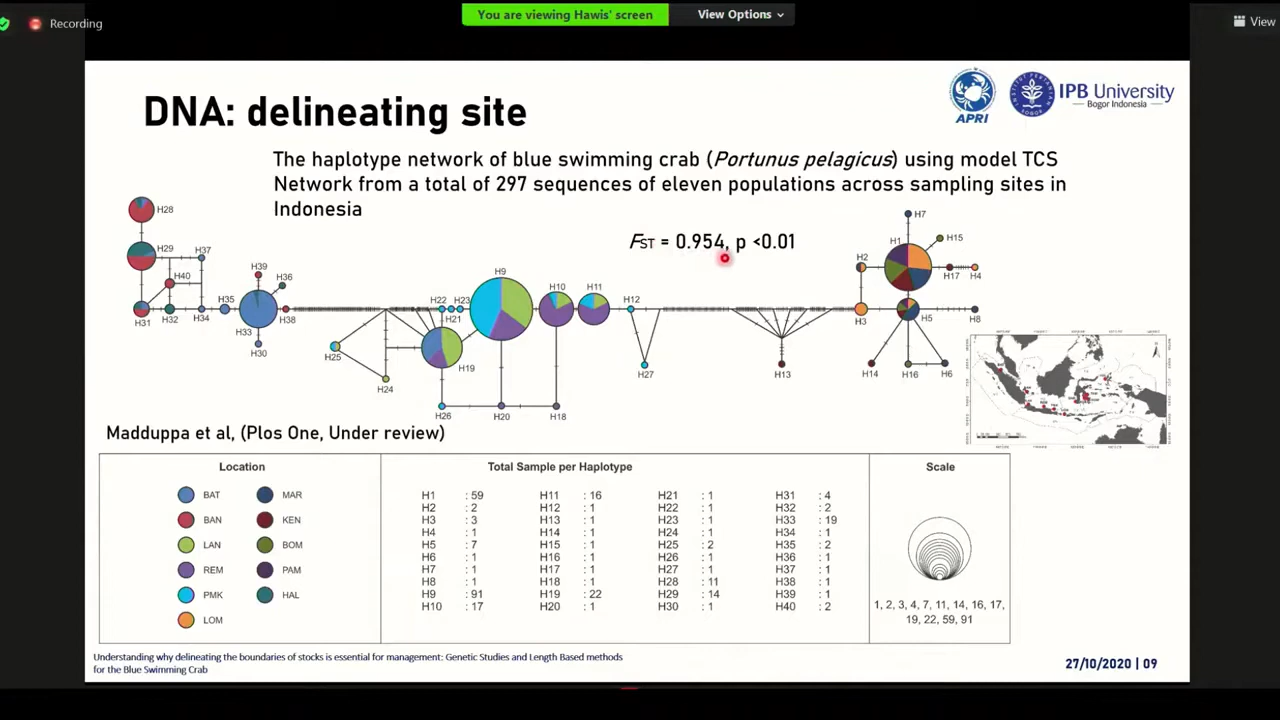 You are viewing Hawis' screen
View Options
Recording
View
DNA: delineating site
APRI
IPB University
Bogor Indonesia
The haplotype network of blue swimming crab (Portunus pelagicus) using model TCS
Network from a total of 297 sequences of eleven populations across sampling sites in
Indonesia
FST = 0.954, p <0.01
H28
H29
H37
H40
H31
H32
H34
H35
H39
H36
H33
H38
H30
H25
H24
H22
H23
H21
H19
H26
H9
H20
H10
H18
H11
H12
H27
H13
H7
H1
H15
H2
H17
H4
H3
H5
H8
H14
H16
H6
Madduppa et al, (Plos One, Under review)
Location
BAT
MAR
BAN
KEN
LAN
BOM
REM
PAM
PMK
HAL
LOM
Total Sample per Haplotype
H1 : 59 H11 : 16 H21 : 1 H31 : 4
H2 : 2 H12 : 1 H22 : 1 H32 : 2
H3 : 3 H13 : 1 H23 : 1 H33 : 19
H4 : 1 H14 : 1 H24 : 1 H34 : 1
H5 : 7 H15 : 1 H25 : 2 H35 : 2
H6 : 1 H16 : 1 H26 : 1 H36 : 1
H7 : 1 H17 : 1 H27 : 1 H37 : 1
H8 : 1 H18 : 1 H28 : 11 H38 : 1
H9 : 91 H19 : 22 H29 : 14 H39 : 1
H10 : 17 H20 : 1 H30 : 1 H40 : 2
Scale
1, 2, 3, 4, 7, 11, 14, 16, 17,
19, 22, 59, 91
Understanding why delineating the boundaries of stocks is essential for management: Genetic Studies and Length Based methods
for the Blue Swimming Crab
27/10/2020 | 09